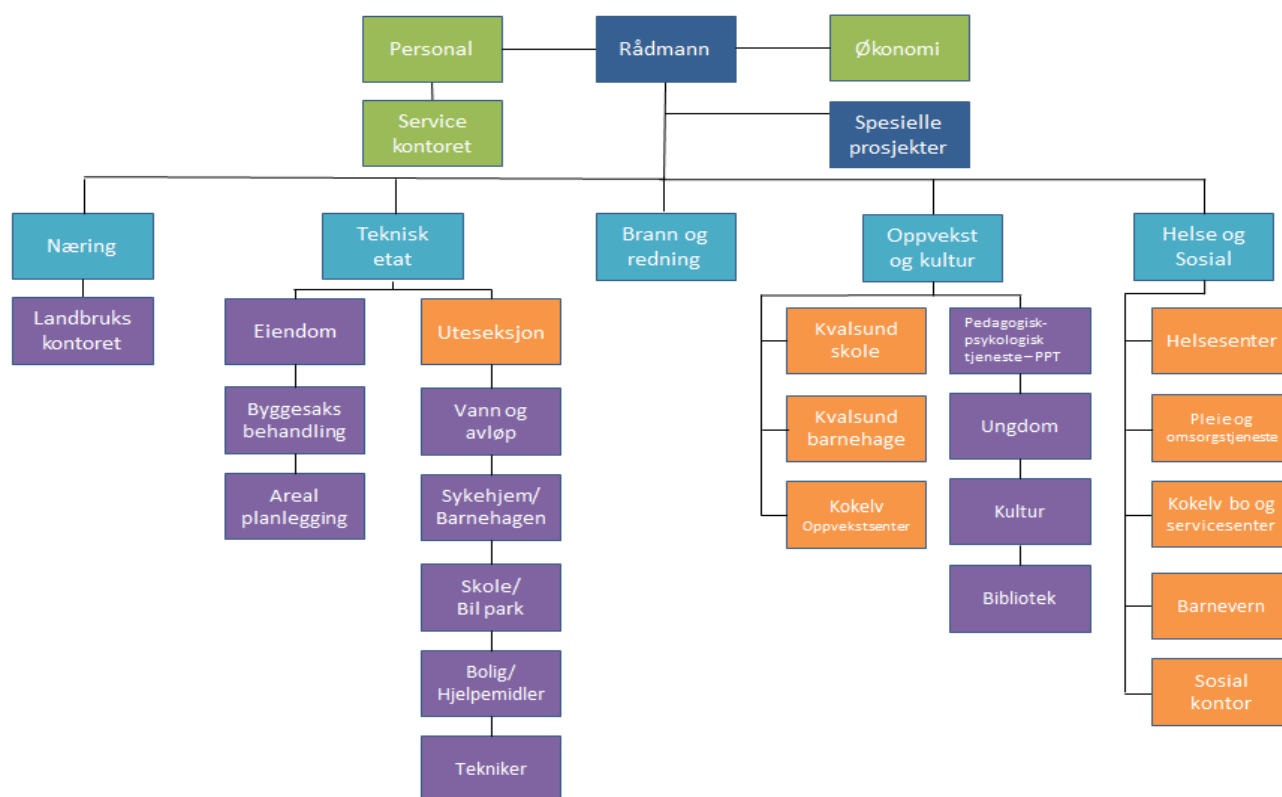 Personal
Rådmann
Økonomi
Service
kontoret
Spesielle
prosjekter
Næring
Teknisk
etat
Brann og
redning
Oppvekst
og kultur
Helse og
Sosial
Landbruks
kontoret
Eiendom
Byggesaks
behandling
Areal
planlegging
Uteseksjon
Vann og
avløp
Sykehjem/
Barnehagen
Skole/
Bil park
Bolig/
Hjelpemidler
Tekniker
Kvalsund
skole
Kvalsund
barnehage
Kokelv
Oppvekstsenter
Pedagogisk-
psykologisk
tjeneste–PPT
Ungdom
Kultur
Bibliotek
Helsesenter
Pleie og
omsorgstjeneste
Kokelv bo og
servicesenter
Barnevern
Sosial
kontor